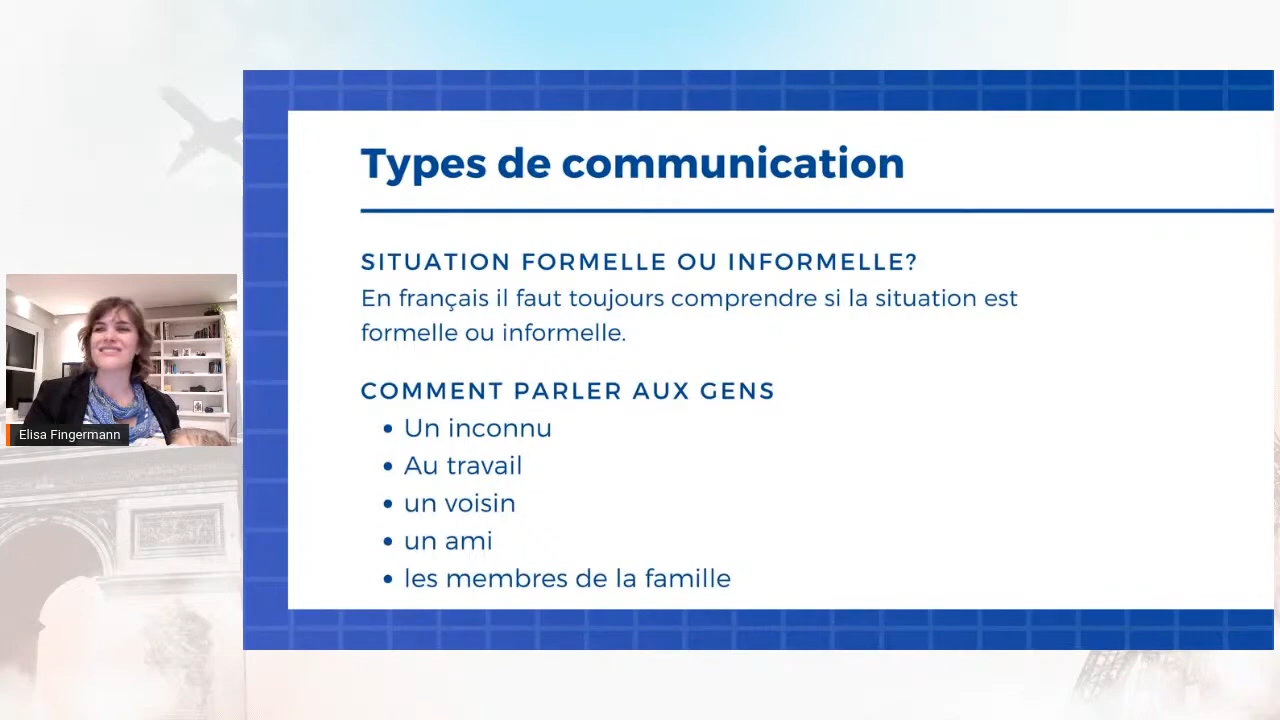 Types de communication
SITUATION FORMELLE OU INFORMELLE?
En français il faut toujours comprendre si la situation est
formelle ou informelle.
COMMENT PARLER AUX GENS
• Un inconnu
• Au travail
• un voisin
• un ami
• les membres de la famille
Elisa Fingermann